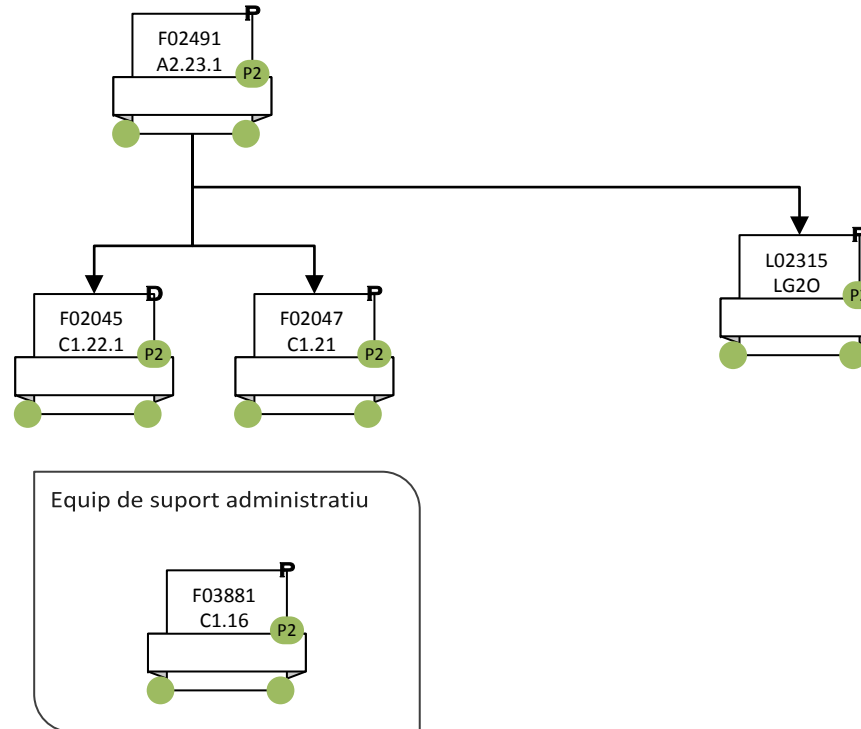 P
F02491
A2.23.1
P2
P
L02315
LG2O
P2
D
F02045
C1.22.1
P2
P
F02047
C1.21
P2
Equip de suport administratiu
P
F03881
C1.16
P2